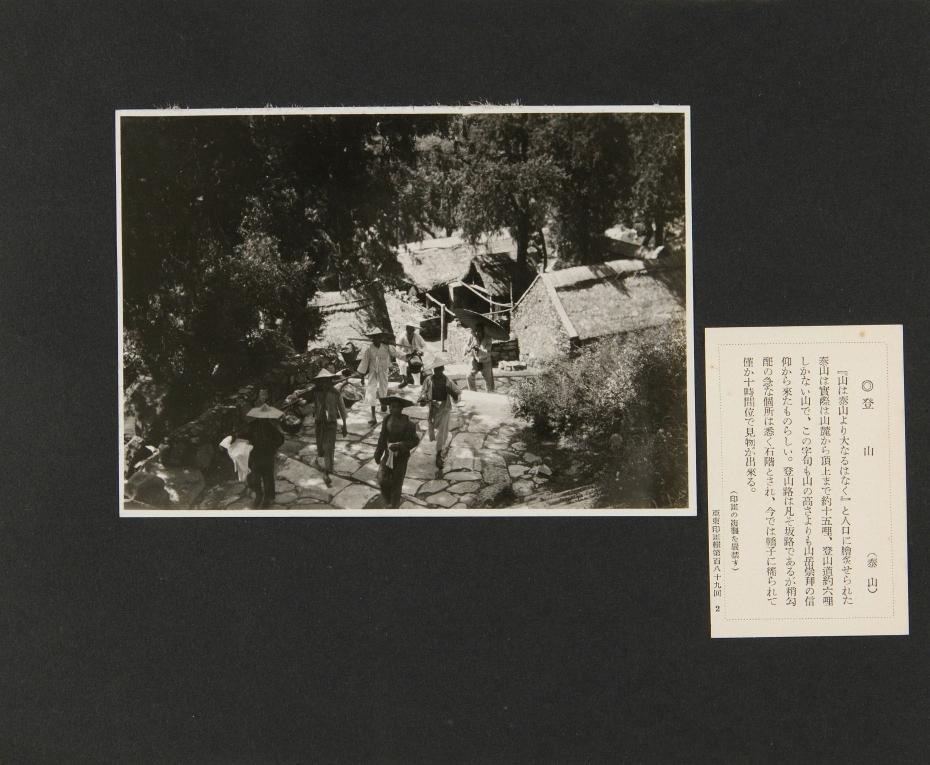 ◎登山（泰山）
『山は泰山より大なるはなく』と人口に膾炙せられた
泰山は實際は山麓から頂上まで約十五哩、登山道約六哩
しかない山で、この字句も山の高さよりも山岳崇拜の信
仰から來たものらしい。登山路は凡そ坂路であるが稍勾
配の急な個所は悉く石階とされ、今では轎子に搖られて
僅か十時間位で見物が出來る。
（印畫の複製を嚴禁す）
亞東印畫輯第百八十九回 2